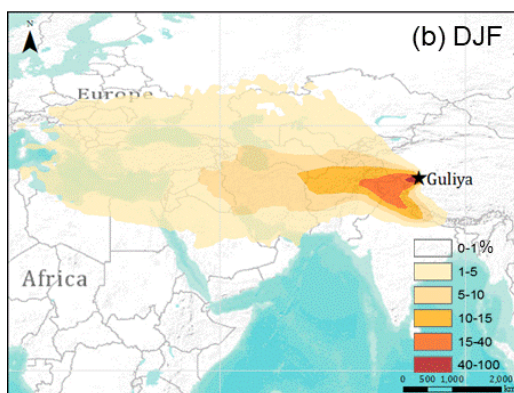 N
(b) DJF
Europe
Guliya
Africa
0-1%
1-5
5-10
10-15
15-40
40-100
0 500 1,000 2,000
km